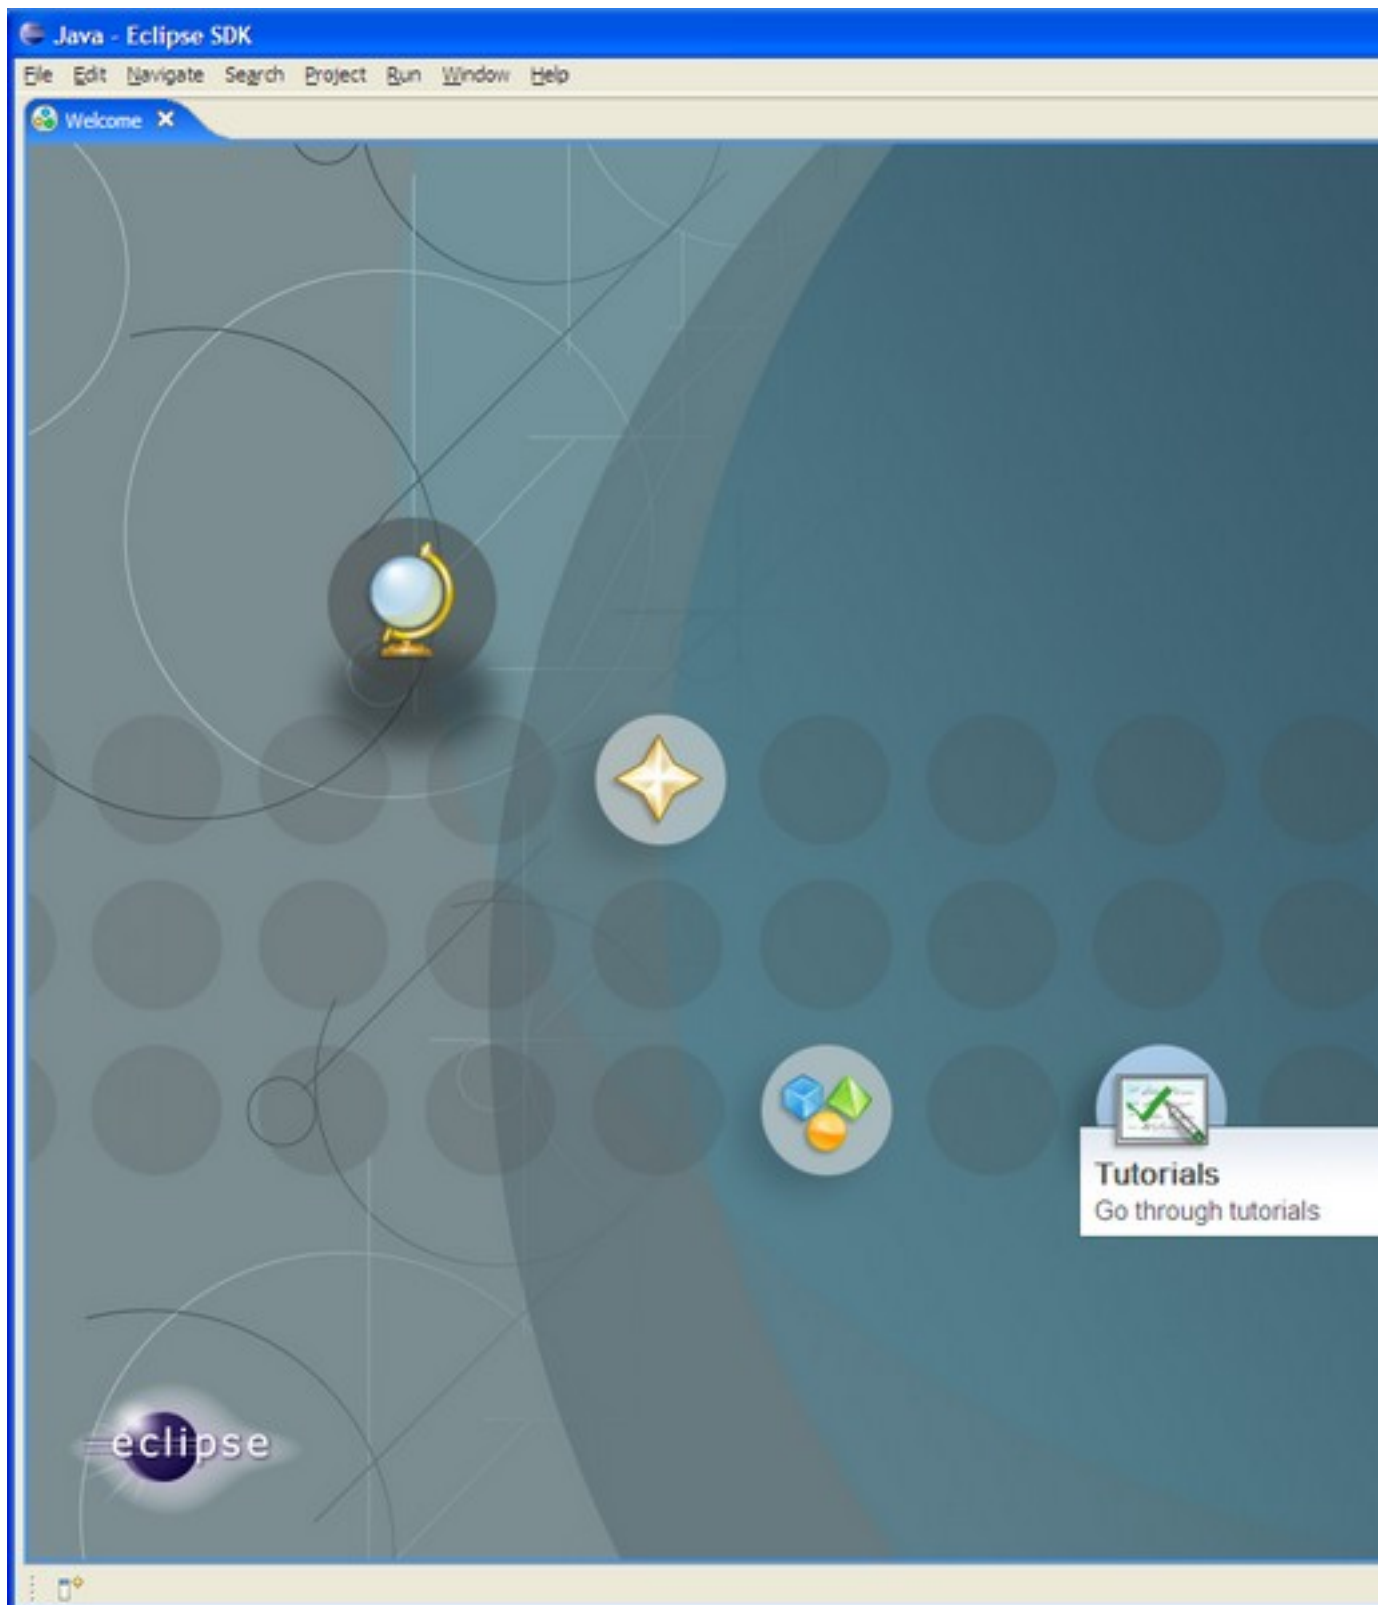 Java - Eclipse SDK
File Edit Navigate Search Project Run Window Help
Welcome
Tutorials
Go through tutorials
eclipse